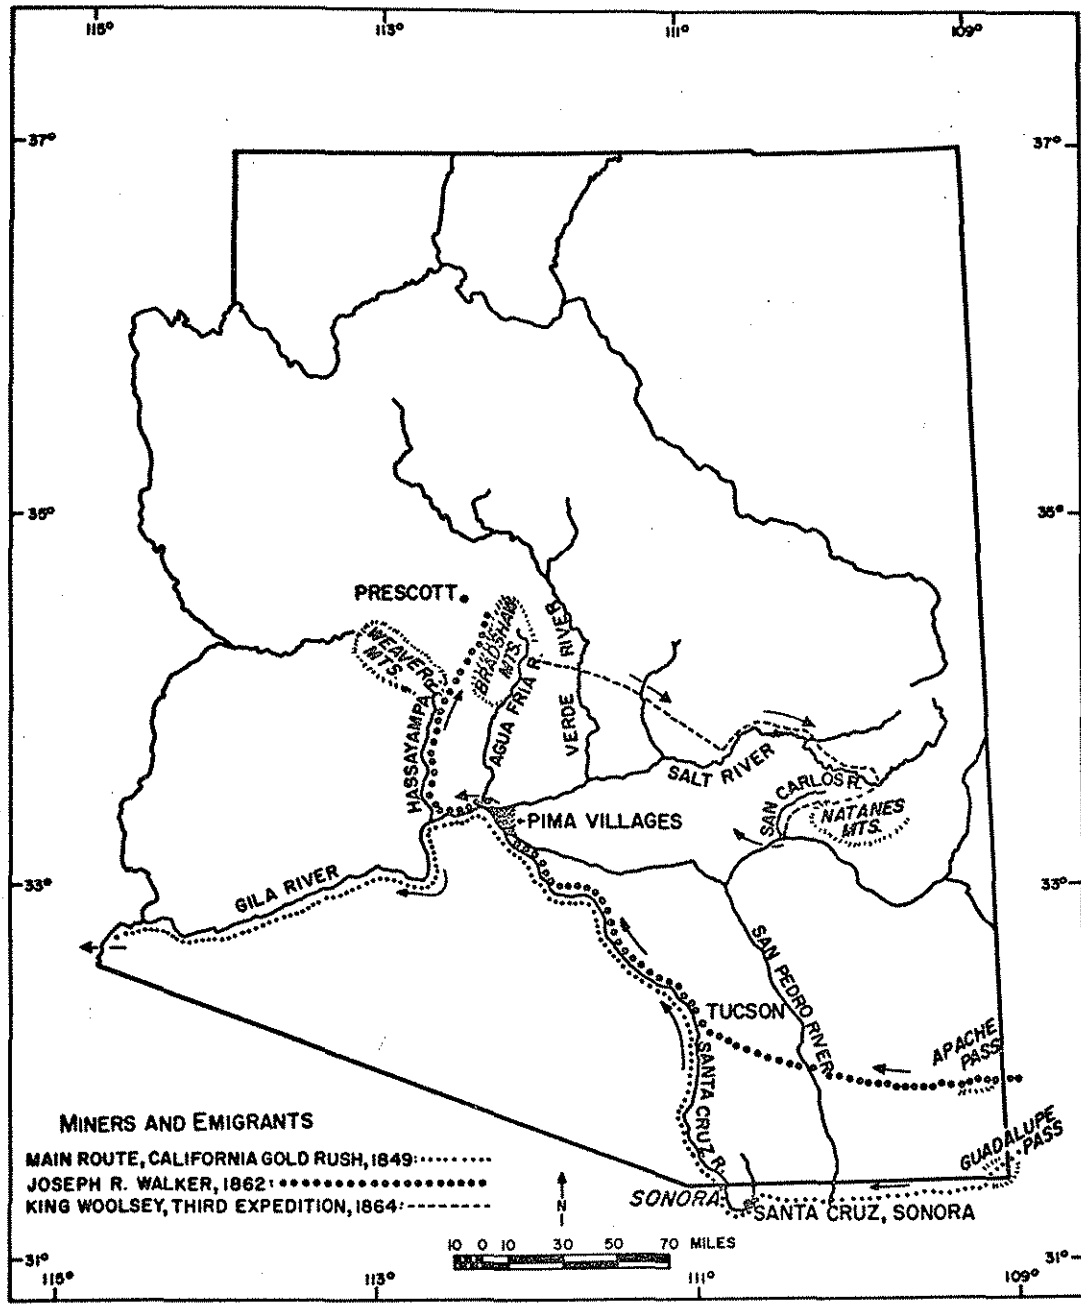 115° 113° 111° 109°
37° 37°
35° 35°
PRESCOTT
WEAVER
MTS.
BRADSHAW
MTS.
HASSAYAMPA R.
AGUA FRIA R.
VERDE RIVER
SALT RIVER
SAN CARLOS R.
NATANES
MTS.
PIMA VILLAGES
33° 33°
GILA RIVER
SAN PEDRO RIVER
TUCSON
APACHE
PASS
SANTA CRUZ R.
GUADALUPE
PASS
MINERS AND EMIGRANTS
MAIN ROUTE, CALIFORNIA GOLD RUSH, 1849:
JOSEPH R. WALKER, 1862:
KING WOOLSEY, THIRD EXPEDITION, 1864:
SONORA
SANTA CRUZ, SONORA
N
10 0 10 30 50 70 MILES
31° 31°
115° 113° 111° 109°